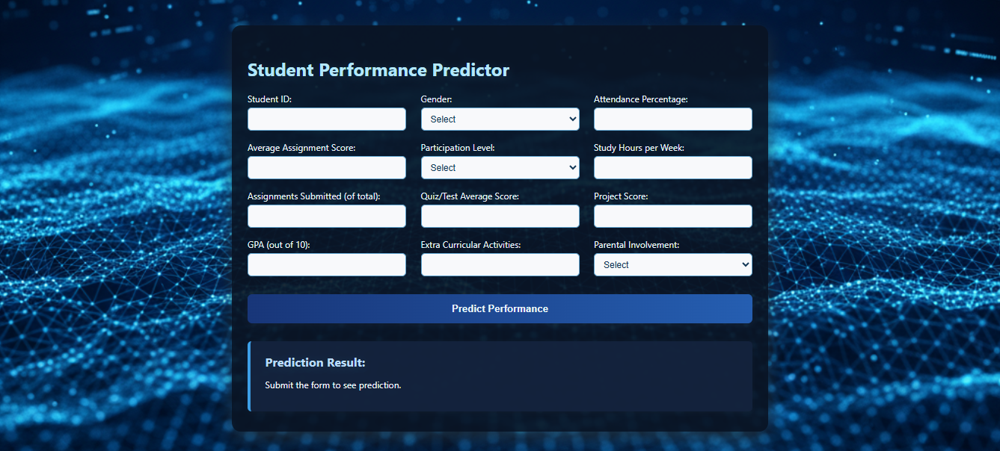 Student Performance Predictor
Student ID:
Gender:
Attendance Percentage:
Select
Average Assignment Score:
Participation Level:
Study Hours per Week:
Select
Assignments Submitted (of total):
Quiz/Test Average Score:
Project Score:
GPA (out of 10):
Extra Curricular Activities:
Parental Involvement:
Select
Predict Performance
Prediction Result:
Submit the form to see prediction.